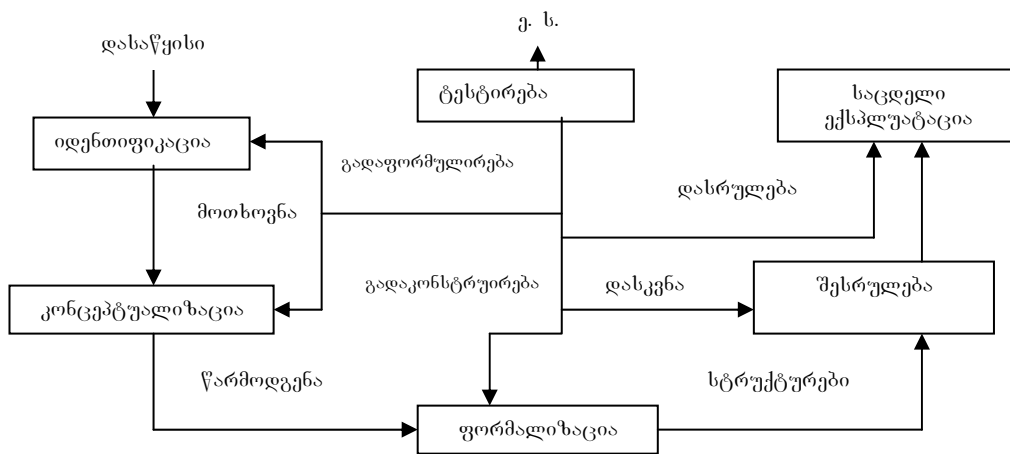 ე. ს.
დასაწყისი
ტესტირება
საცდელი
ექსპლუატაცია
იდენთიფიკაცია
გადაფორმულირება
მოთხოვნა
დასრულება
გადაკონსტრუირება
დასკვნა
შესრულება
კონცეპტუალიზაცია
წარმოდგენა
სტრუქტურები
ფორმალიზაცია